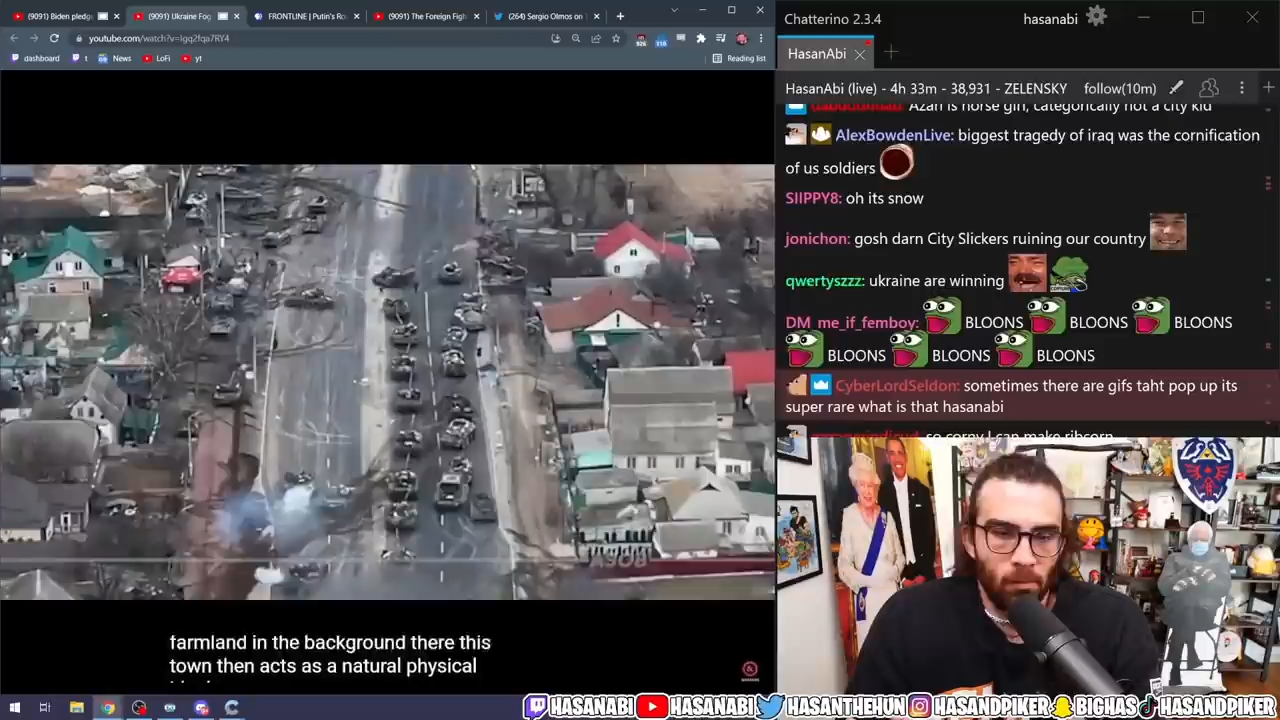 (9091) Biden pledg
(9091) Ukraine Fog
FRONTLINE | Putin's Ro
(9091) The Foreign Figh
(264) Sergio Olmos on
youtube.com/watch?v=Igq2fqa7RY4
dashboard
t
News
LoFi
yt
Reading list
farmland in the background there this
town then acts as a natural physical
Chatterino 2.3.4
hasanabi
HasanAbi
HasanAbi (live) - 4h 33m - 38,931 - ZELENSKY
follow(10m)
Azan is horse girl, categorically not a city kid
AlexBowdenLive: biggest tragedy of iraq was the cornification
of us soldiers
SIIPPY8: oh its snow
jonichon: gosh darn City Slickers ruining our country
qwertyszzz: ukraine are winning
DM_me_if_femboy: BLOONS BLOONS BLOONS
BLOONS BLOONS BLOONS
CyberLordSeldon: sometimes there are gifs taht pop up its
super rare what is that hasanabi
so corny I can make ribcorn
HASANABI HASANABI HASANTHEHUN HASANDPIKER BIGHAS HASANDPIKER